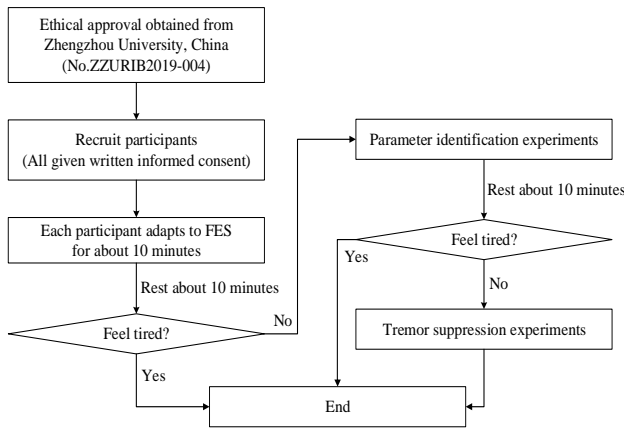 Ethical approval obtained from
Zhengzhou University, China
(No.ZZURIB2019-004)
Recruit participants
(All given written informed consent)
Each participant adapts to FES
for about 10 minutes
Rest about 10 minutes
Feel tired?
No
Yes
Parameter identification experiments
Rest about 10 minutes
Feel tired?
Yes
No
Tremor suppression experiments
End